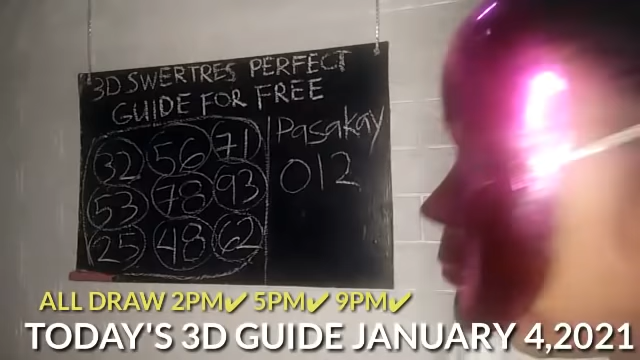 3D SWERTRES PERFECT
GUIDE FOR FREE
32 56 71
53 78 93
25 48 62
Pasakay
012
ALL DRAW 2PM✔ 5PM✔ 9PM✔
TODAY'S 3D GUIDE JANUARY 4,2021